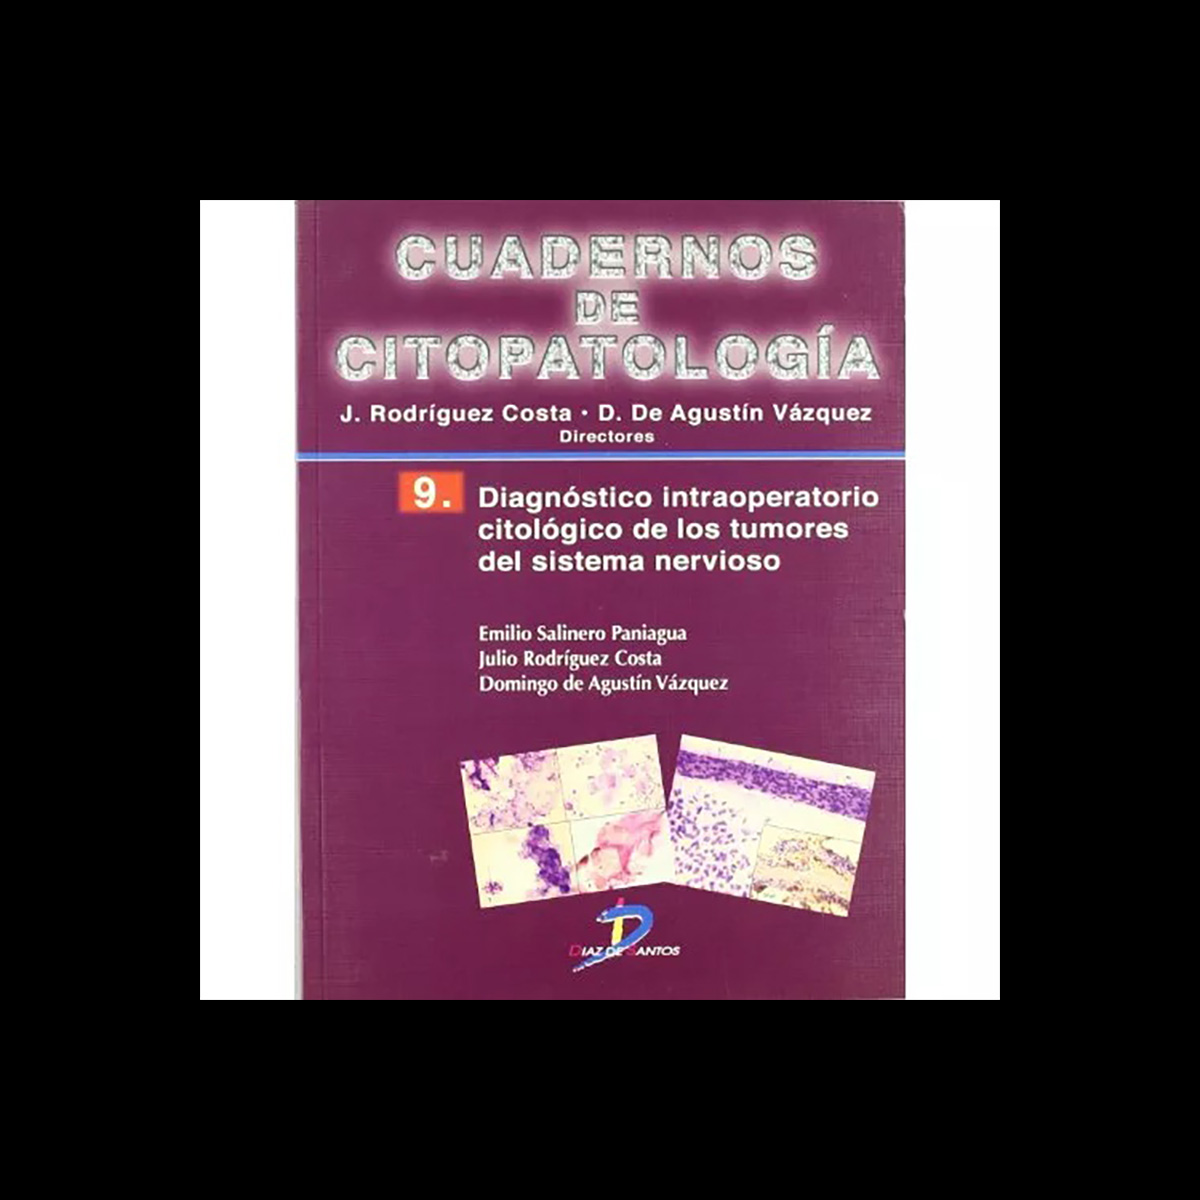 CUADERNOS
DE
CITOPATOLOGÍA
J. Rodríguez Costa · D. De Agustín Vázquez
Directores
9. Diagnóstico intraoperatorio
citológico de los tumores
del sistema nervioso
Emilio Salinero Paniagua
Julio Rodríguez Costa
Domingo de Agustín Vázquez
DIAZ DE SANTOS